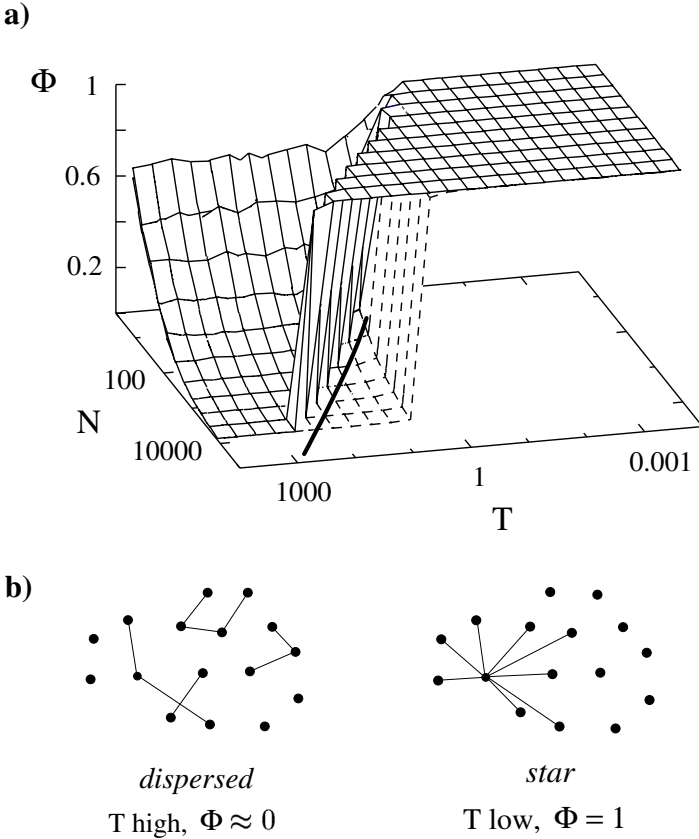 a)
Φ
1
0.6
0.2
100
N
10000
1000
1
0.001
T
b)
dispersed
star
T high, Φ ≈ 0
T low, Φ = 1